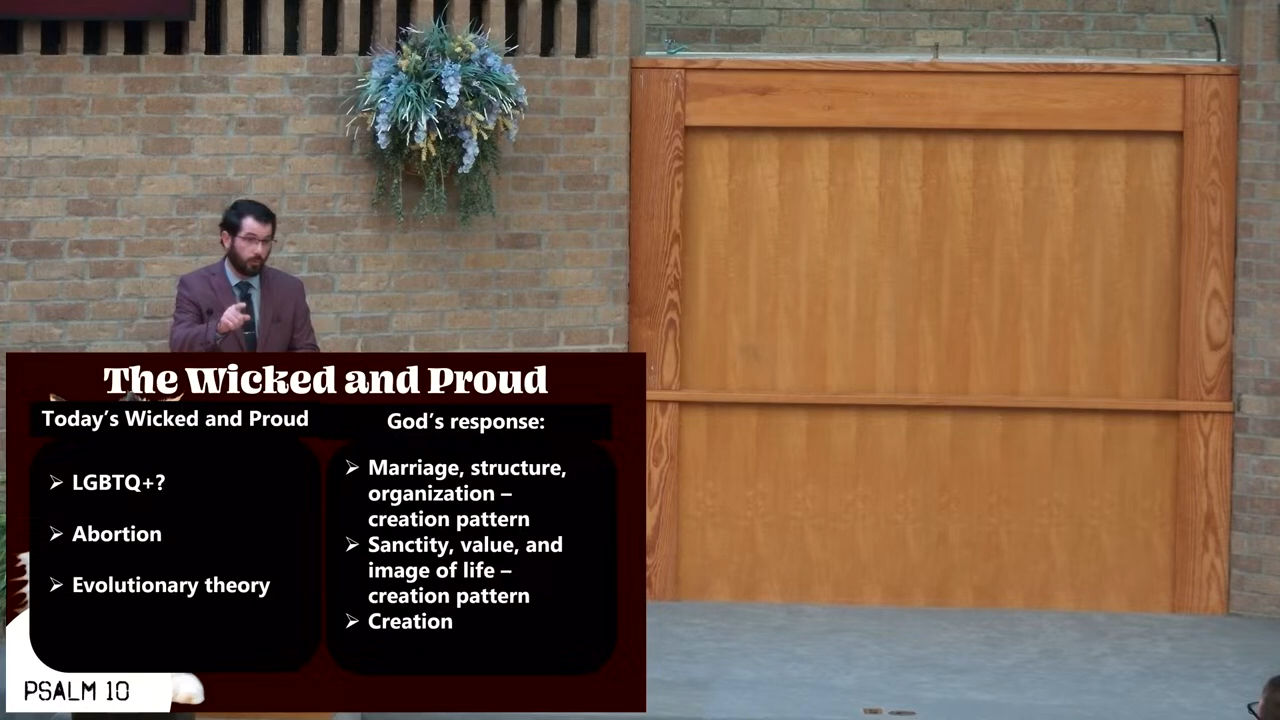 The Wicked and Proud
Today's Wicked and Proud
➢ LGBTQ+?
➢ Abortion
➢ Evolutionary theory
God's response:
➢ Marriage, structure,
organization –
creation pattern
➢ Sanctity, value, and
image of life –
creation pattern
➢ Creation
PSALM 10